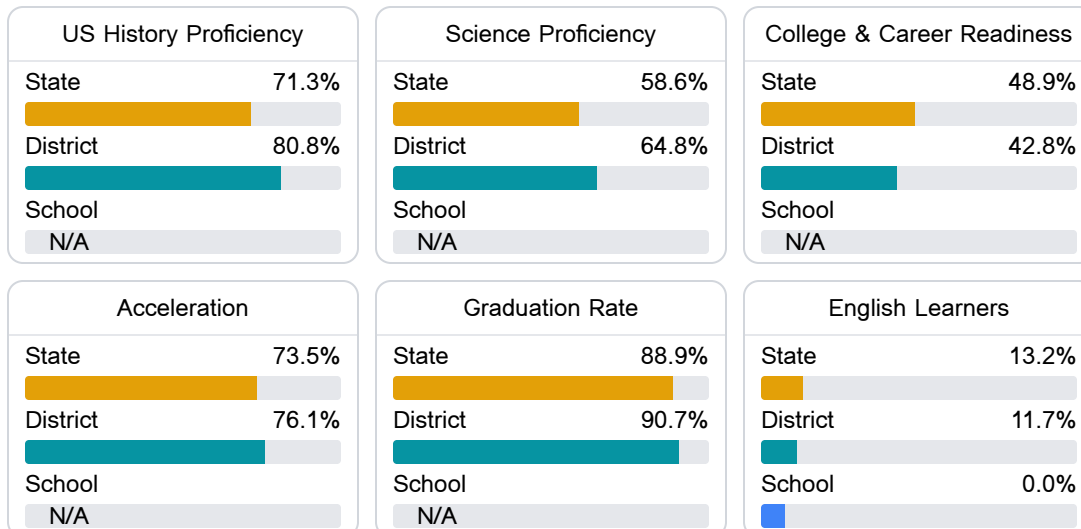 US History Proficiency
State 71.3%
District 80.8%
School
N/A
Science Proficiency
State 58.6%
District 64.8%
School
N/A
College & Career Readiness
State 48.9%
District 42.8%
School
N/A
Acceleration
State 73.5%
District 76.1%
School
N/A
Graduation Rate
State 88.9%
District 90.7%
School
N/A
English Learners
State 13.2%
District 11.7%
School 0.0%